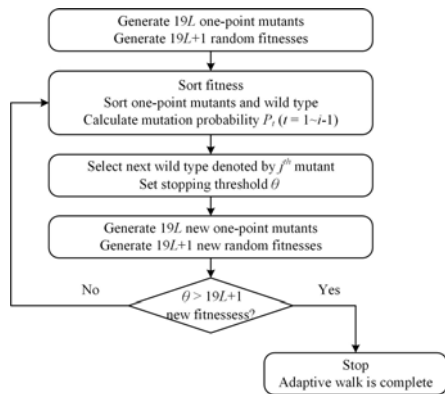 Generate 19L one-point mutants
Generate 19L+1 random fitnesses
Sort fitness
Sort one-point mutants and wild type
Calculate mutation probability Pt (t = 1~i-1)
Select next wild type denoted by jth mutant
Set stopping threshold θ
Generate 19L new one-point mutants
Generate 19L+1 new random fitnesses
No
θ > 19L+1
new fitnessess?
Yes
Stop
Adaptive walk is complete